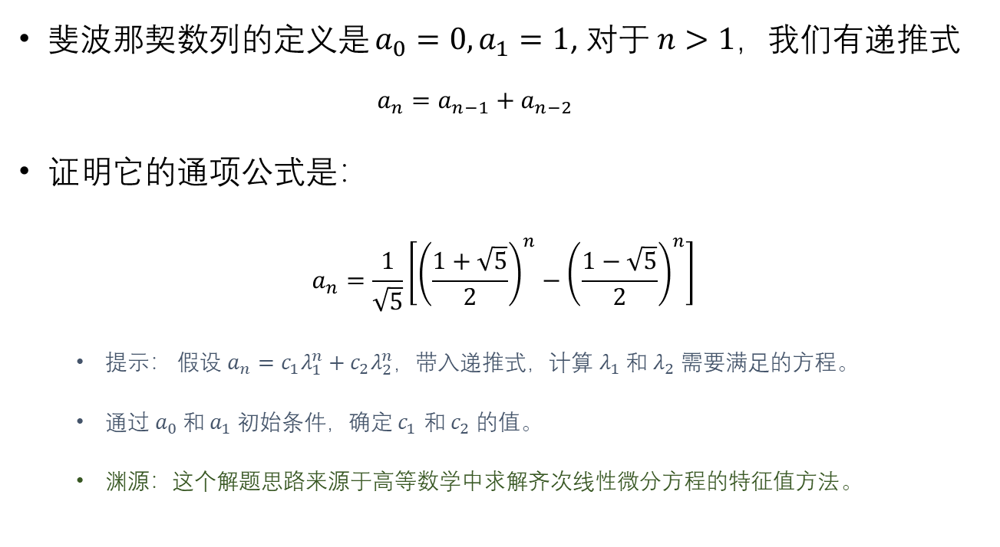 • 斐波那契数列的定义是 𝑎₀ = 0, 𝑎₁ = 1, 对于 𝑛 > 1，我们有递推式
𝑎ₙ = 𝑎ₙ₋₁ + 𝑎ₙ₋₂
• 证明它的通项公式是：
$a_n = \frac{1}{\sqrt{5}}\left[\left(\frac{1+\sqrt{5}}{2}\right)^n - \left(\frac{1-\sqrt{5}}{2}\right)^n\right]$
• 提示： 假设 $a_n = c_1\lambda_1^n + c_2\lambda_2^n$，带入递推式，计算 $\lambda_1$ 和 $\lambda_2$ 需要满足的方程。
• 通过 $a_0$ 和 $a_1$ 初始条件，确定 $c_1$ 和 $c_2$ 的值。
• 渊源：这个解题思路来源于高等数学中求解齐次线性微分方程的特征值方法。